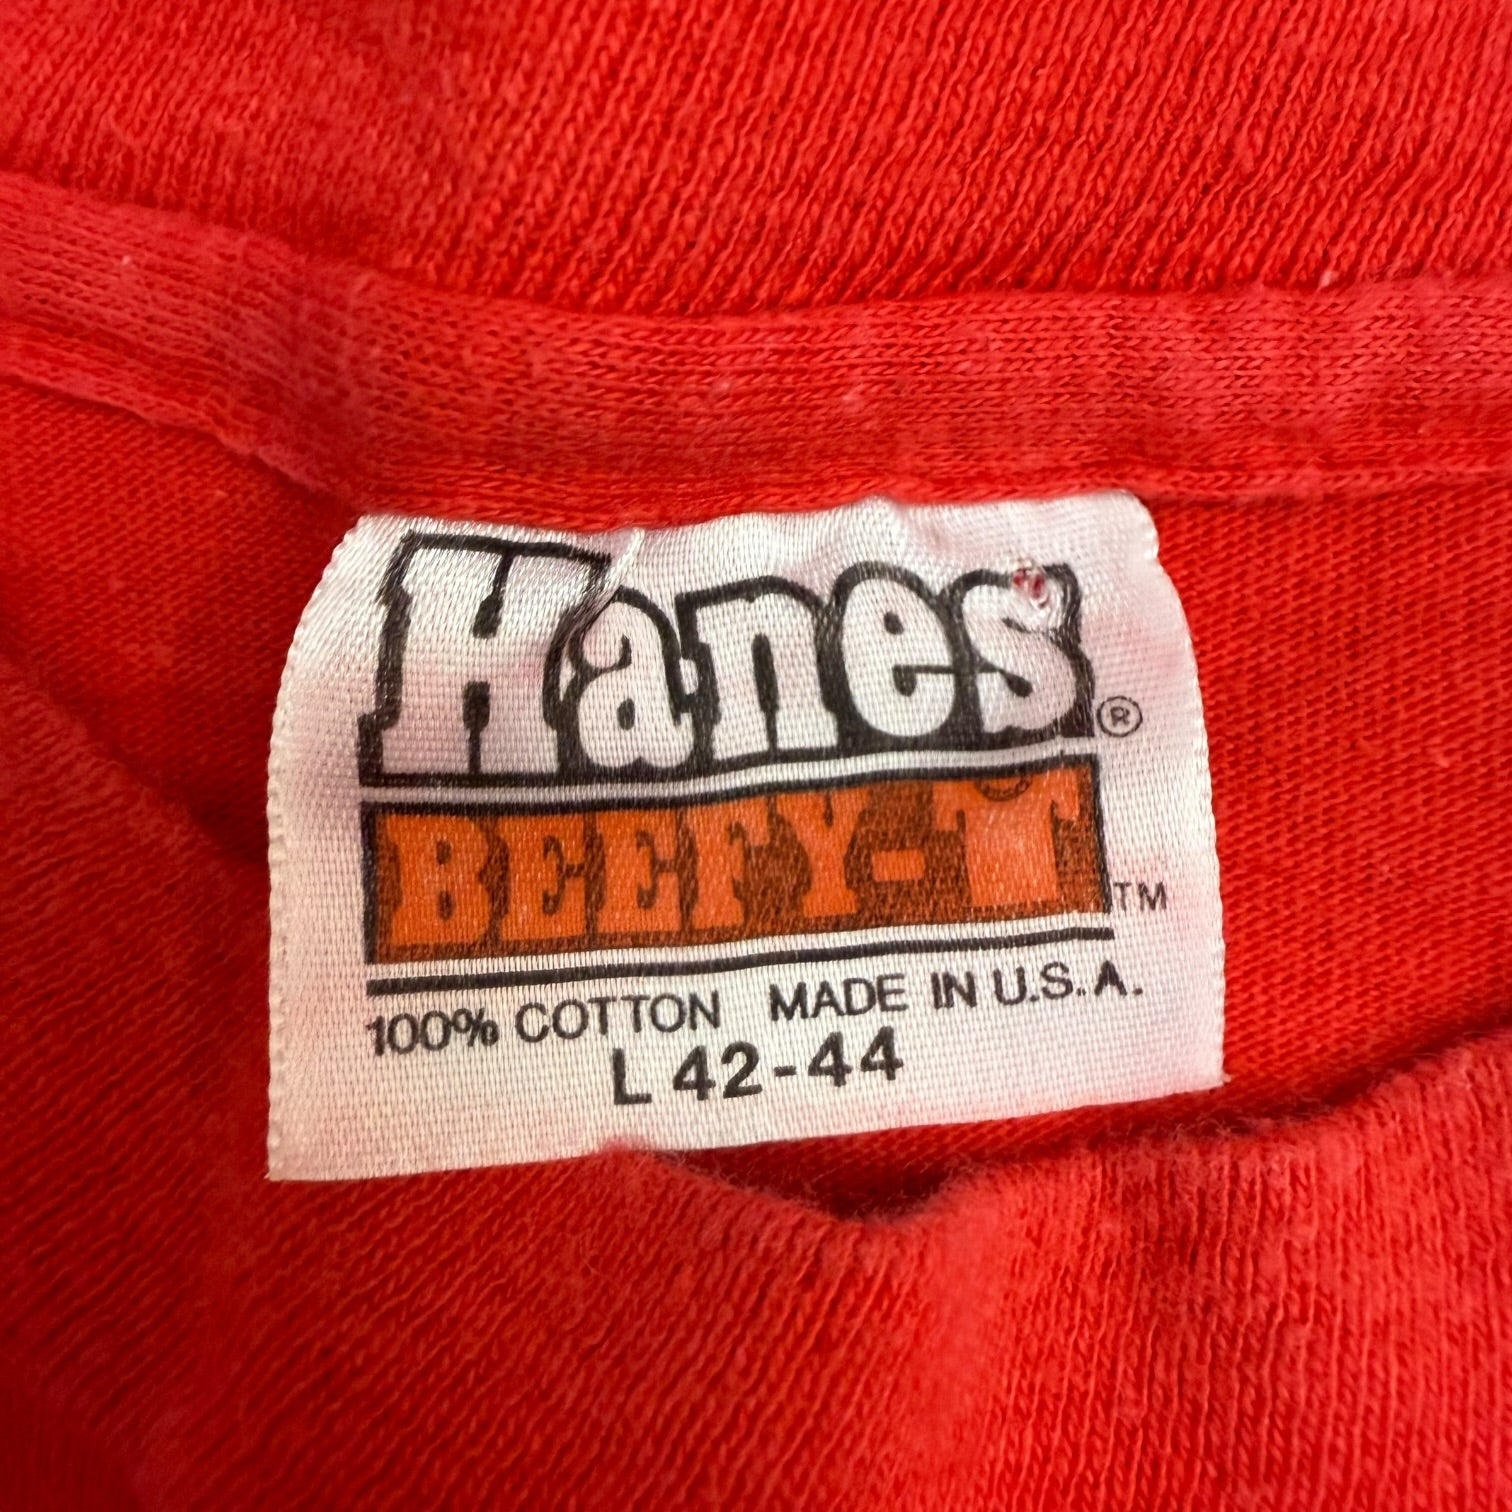 Hanes®
BEEFY-T™
100% COTTON MADE IN U.S.A.
L 42-44